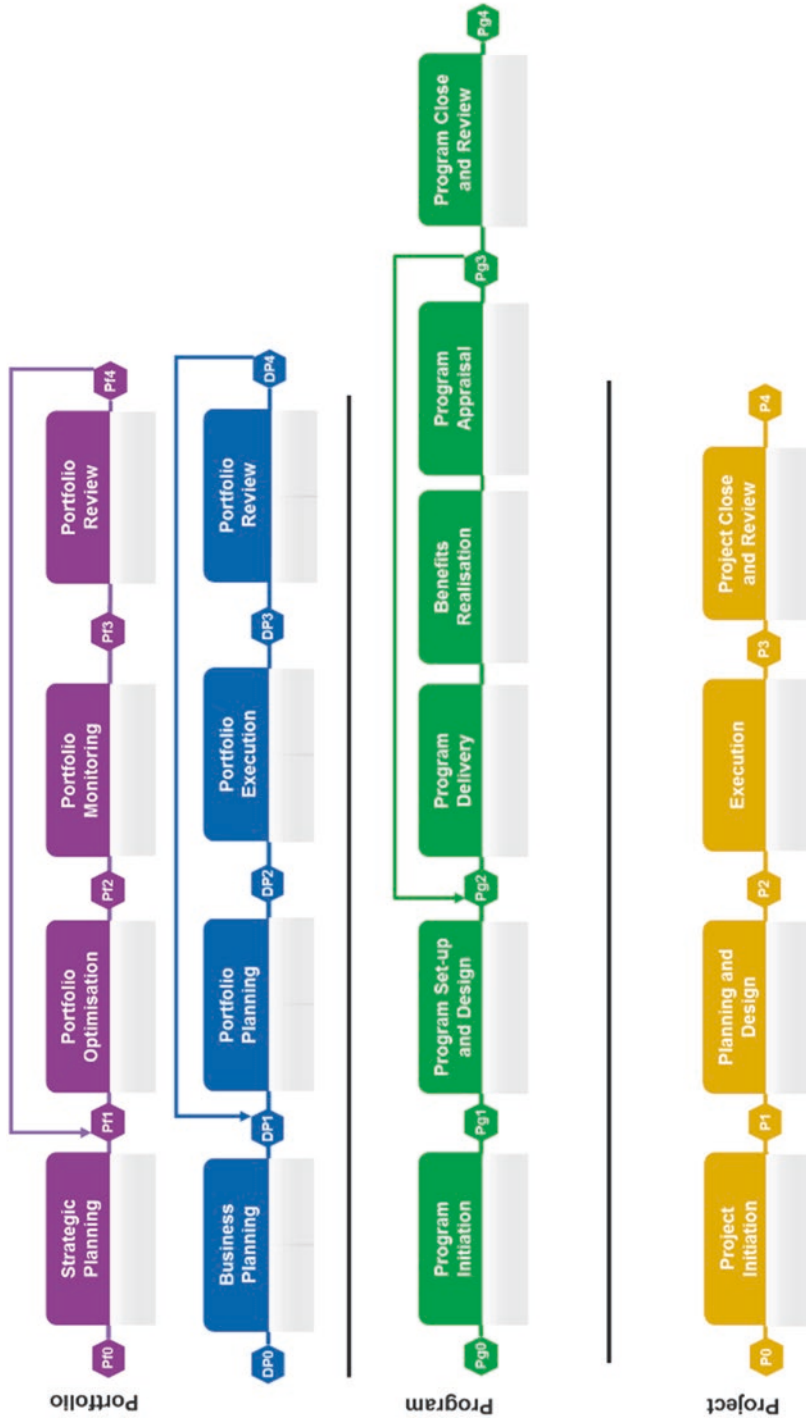 Portfolio
Pf0
Strategic
Planning
Pf1
Portfolio
Optimisation
Pf2
Portfolio
Monitoring
Pf3
Portfolio
Review
Pf4
DP0
Business
Planning
DP1
Portfolio
Planning
DP2
Portfolio
Execution
DP3
Portfolio
Review
DP4
Program
Pg0
Program
Initiation
Pg1
Program Set-up
and Design
Pg2
Program
Delivery
Benefits
Realisation
Program
Appraisal
Pg3
Program Close
and Review
Pg4
Project
P0
Project
Initiation
P1
Planning and
Design
P2
Execution
P3
Project Close
and Review
P4